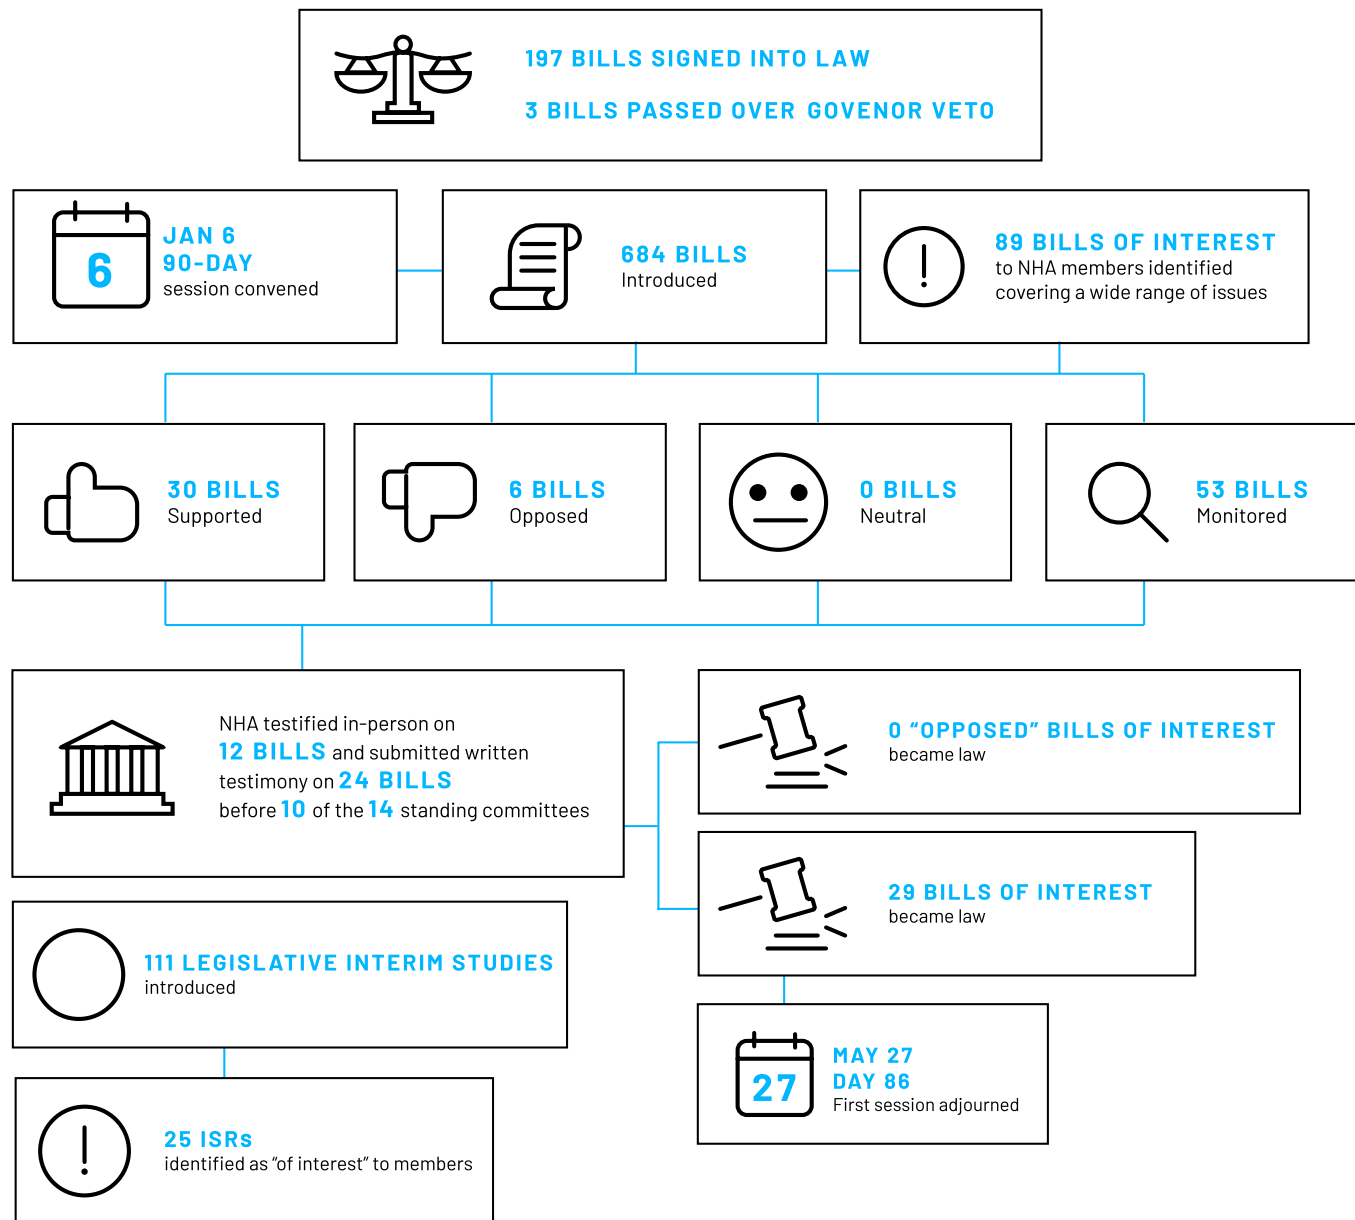 197 BILLS SIGNED INTO LAW
3 BILLS PASSED OVER GOVENOR VETO
6
JAN 6
90-DAY
session convened
684 BILLS
Introduced
89 BILLS OF INTEREST
to NHA members identified
covering a wide range of issues
30 BILLS
Supported
6 BILLS
Opposed
0 BILLS
Neutral
53 BILLS
Monitored
NHA testified in-person on
12 BILLS and submitted written
testimony on 24 BILLS
before 10 of the 14 standing committees
0 “OPPOSED” BILLS OF INTEREST
became law
29 BILLS OF INTEREST
became law
111 LEGISLATIVE INTERIM STUDIES
introduced
27
MAY 27
DAY 86
First session adjourned
25 ISRs
identified as “of interest” to members